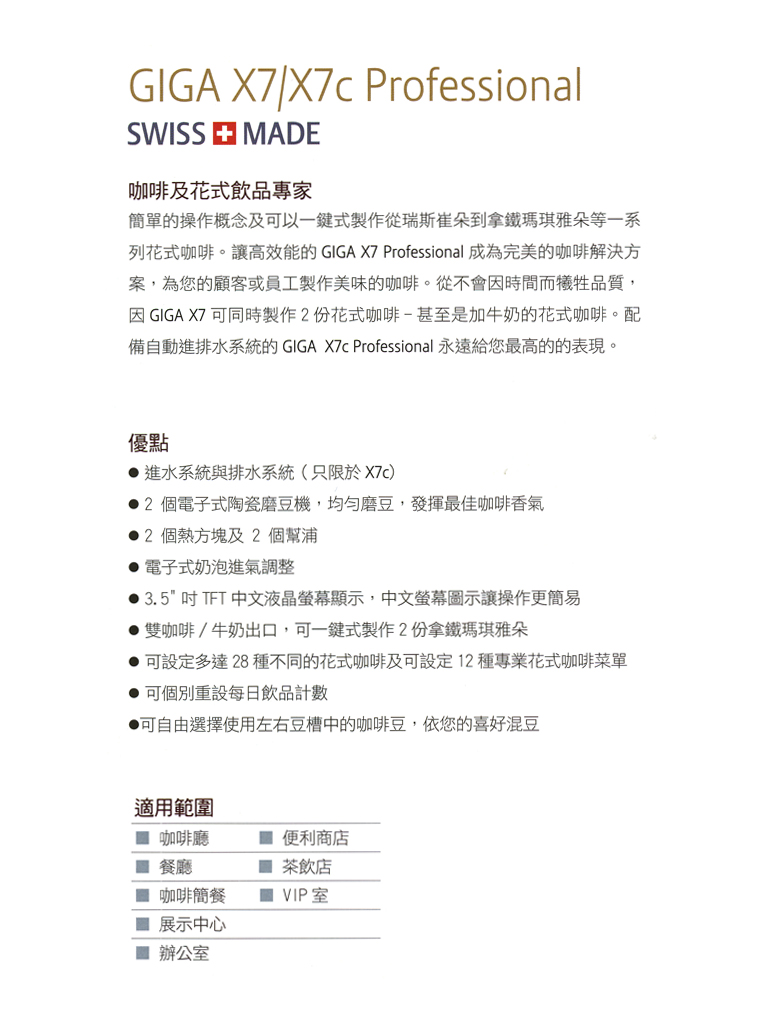 GIGA X7/X7c Professional
SWISS MADE
咖啡及花式飲品專家
簡單的操作概念及可以一鍵式製作從瑞斯崔朵到拿鐵瑪琪雅朵等一系
列花式咖啡。讓高效能的 GIGA X7 Professional 成為完美的咖啡解決方
案，為您的顧客或員工製作美味的咖啡。從不會因時間而犧牲品質，
因 GIGA X7 可同時製作 2 份花式咖啡 – 甚至是加牛奶的花式咖啡。配
備自動進排水系統的 GIGA X7c Professional 永遠給您最高的的表現。
優點
● 進水系統與排水系統 ( 只限於 X7c)
● 2 個電子式陶瓷磨豆機，均勻磨豆，發揮最佳咖啡香氣
● 2 個熱方塊及 2 個幫浦
● 電子式奶泡進氣調整
● 3.5" 吋 TFT 中文液晶螢幕顯示，中文螢幕圖示讓操作更簡易
● 雙咖啡 / 牛奶出口，可一鍵式製作 2 份拿鐵瑪琪雅朵
● 可設定多達 28 種不同的花式咖啡及可設定 12 種專業花式咖啡菜單
● 可個別重設每日飲品計數
●可自由選擇使用左右豆槽中的咖啡豆，依您的喜好混豆
適用範圍
■ 咖啡廳 ■ 便利商店
■ 餐廳 ■ 茶飲店
■ 咖啡簡餐 ■ VIP 室
■ 展示中心
■ 辦公室